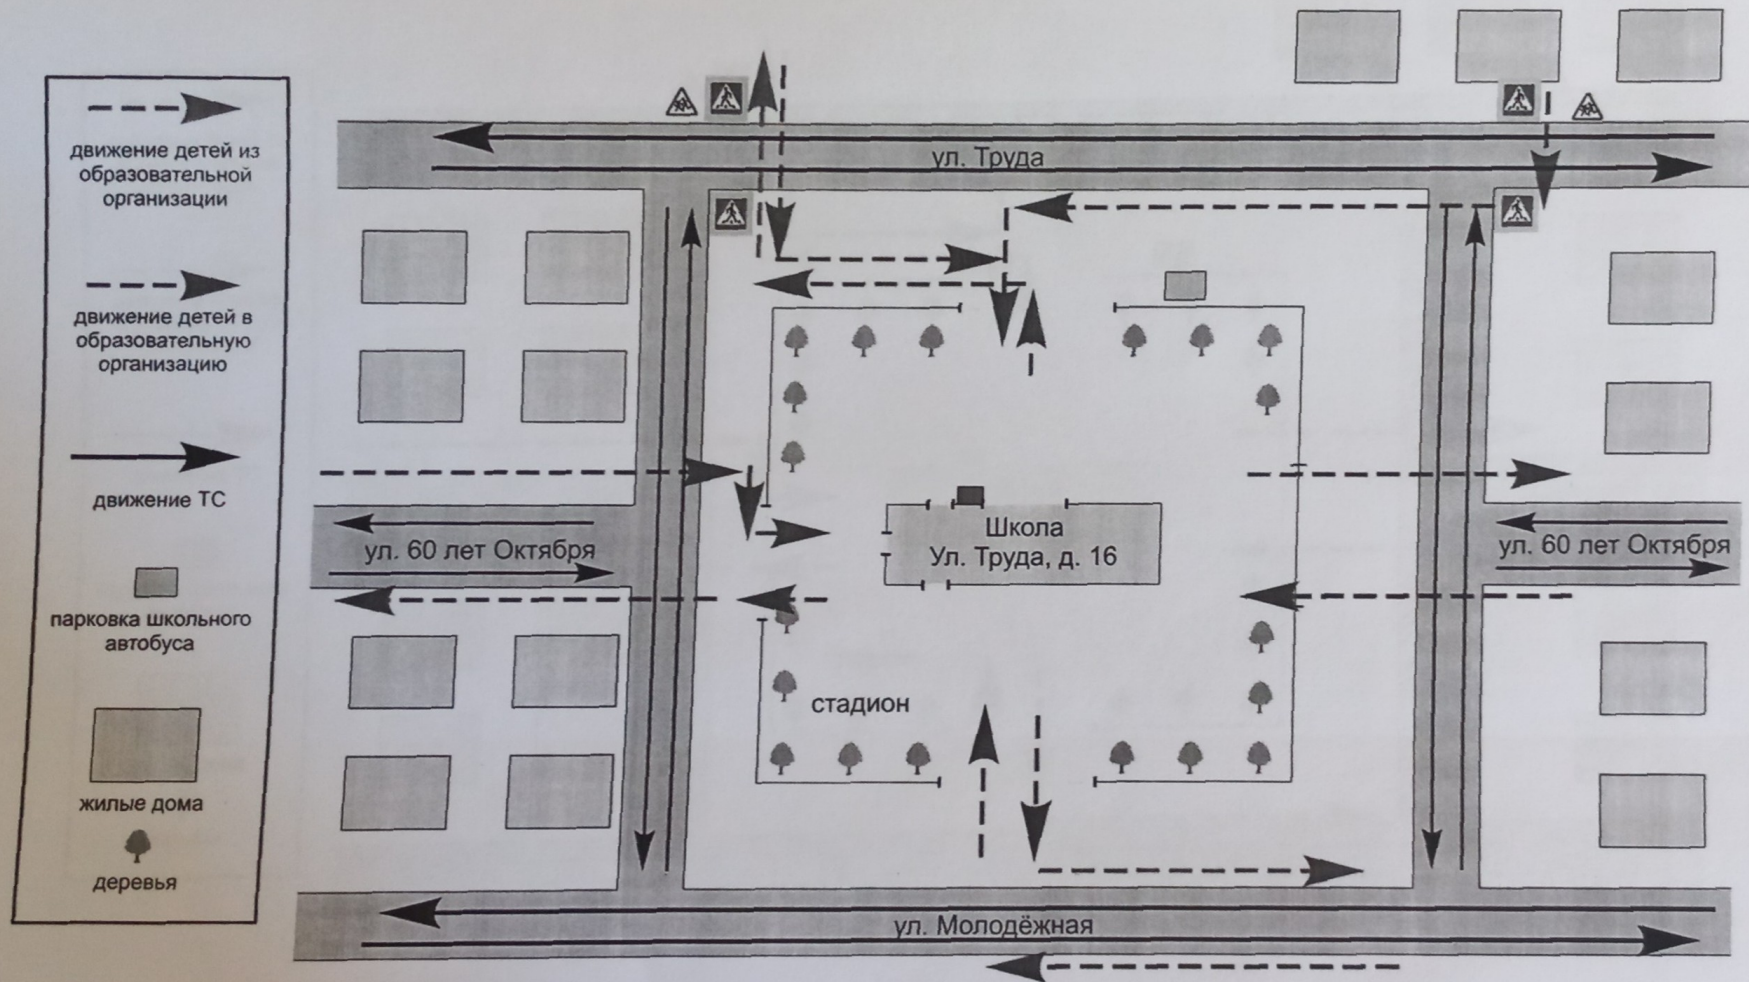 движение детей из
образовательной
организации
движение детей в
образовательную
организацию
движение ТС
парковка школьного
автобуса
жилые дома
деревья
ул. Труда
Школа
Ул. Труда, д. 16
ул. 60 лет Октября
ул. 60 лет Октября
стадион
ул. Молодёжная